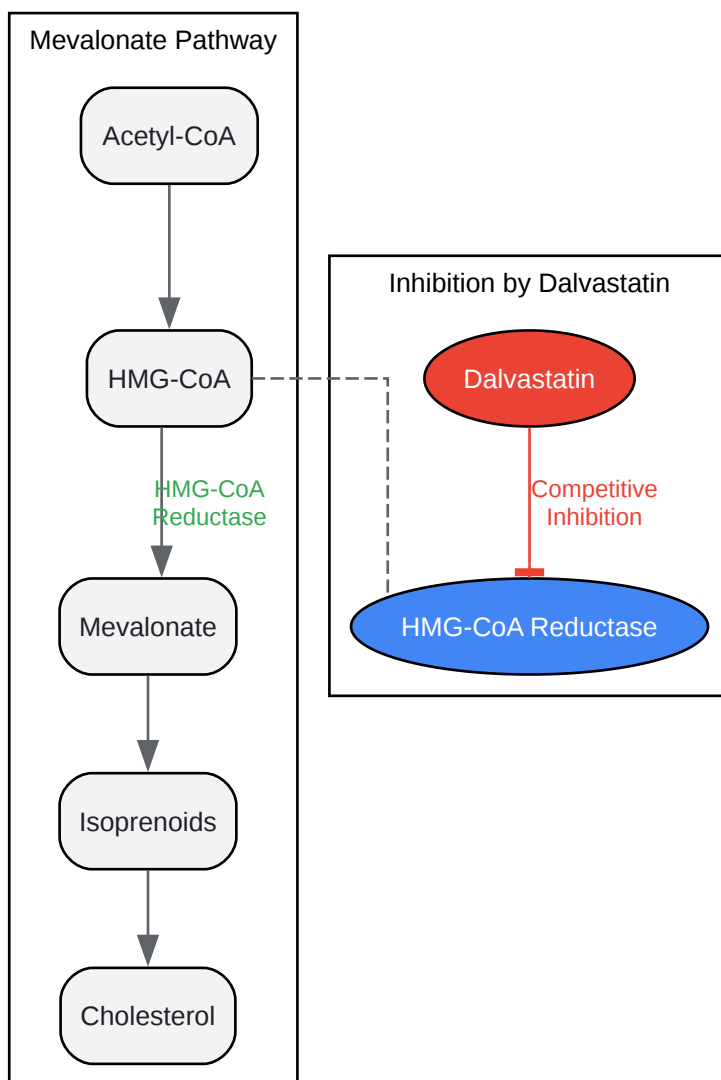 Mevalonate Pathway
Acetyl-CoA
HMG-CoA
HMG-CoA
Reductase
Mevalonate
Isoprenoids
Cholesterol
Inhibition by Dalvastatin
Dalvastatin
Competitive
Inhibition
HMG-CoA Reductase